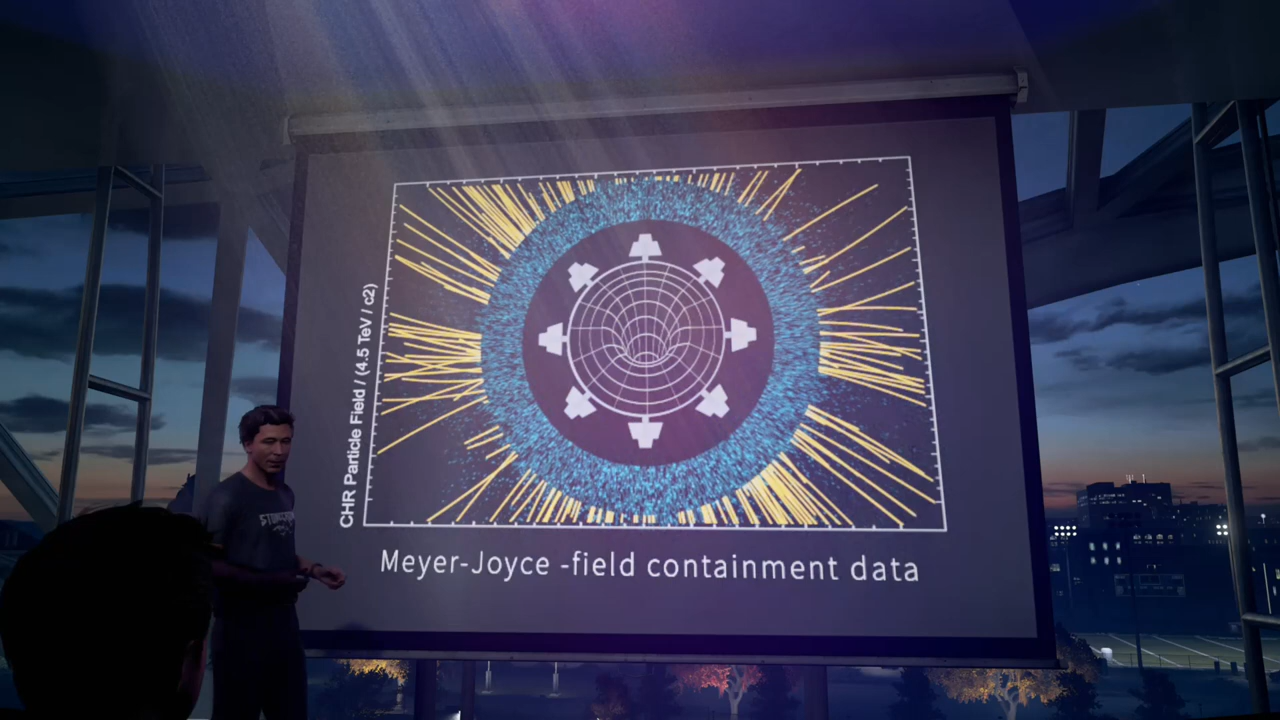 CHR Particle Field / (4.5 TeV / c2)
Meyer-Joyce -field containment data